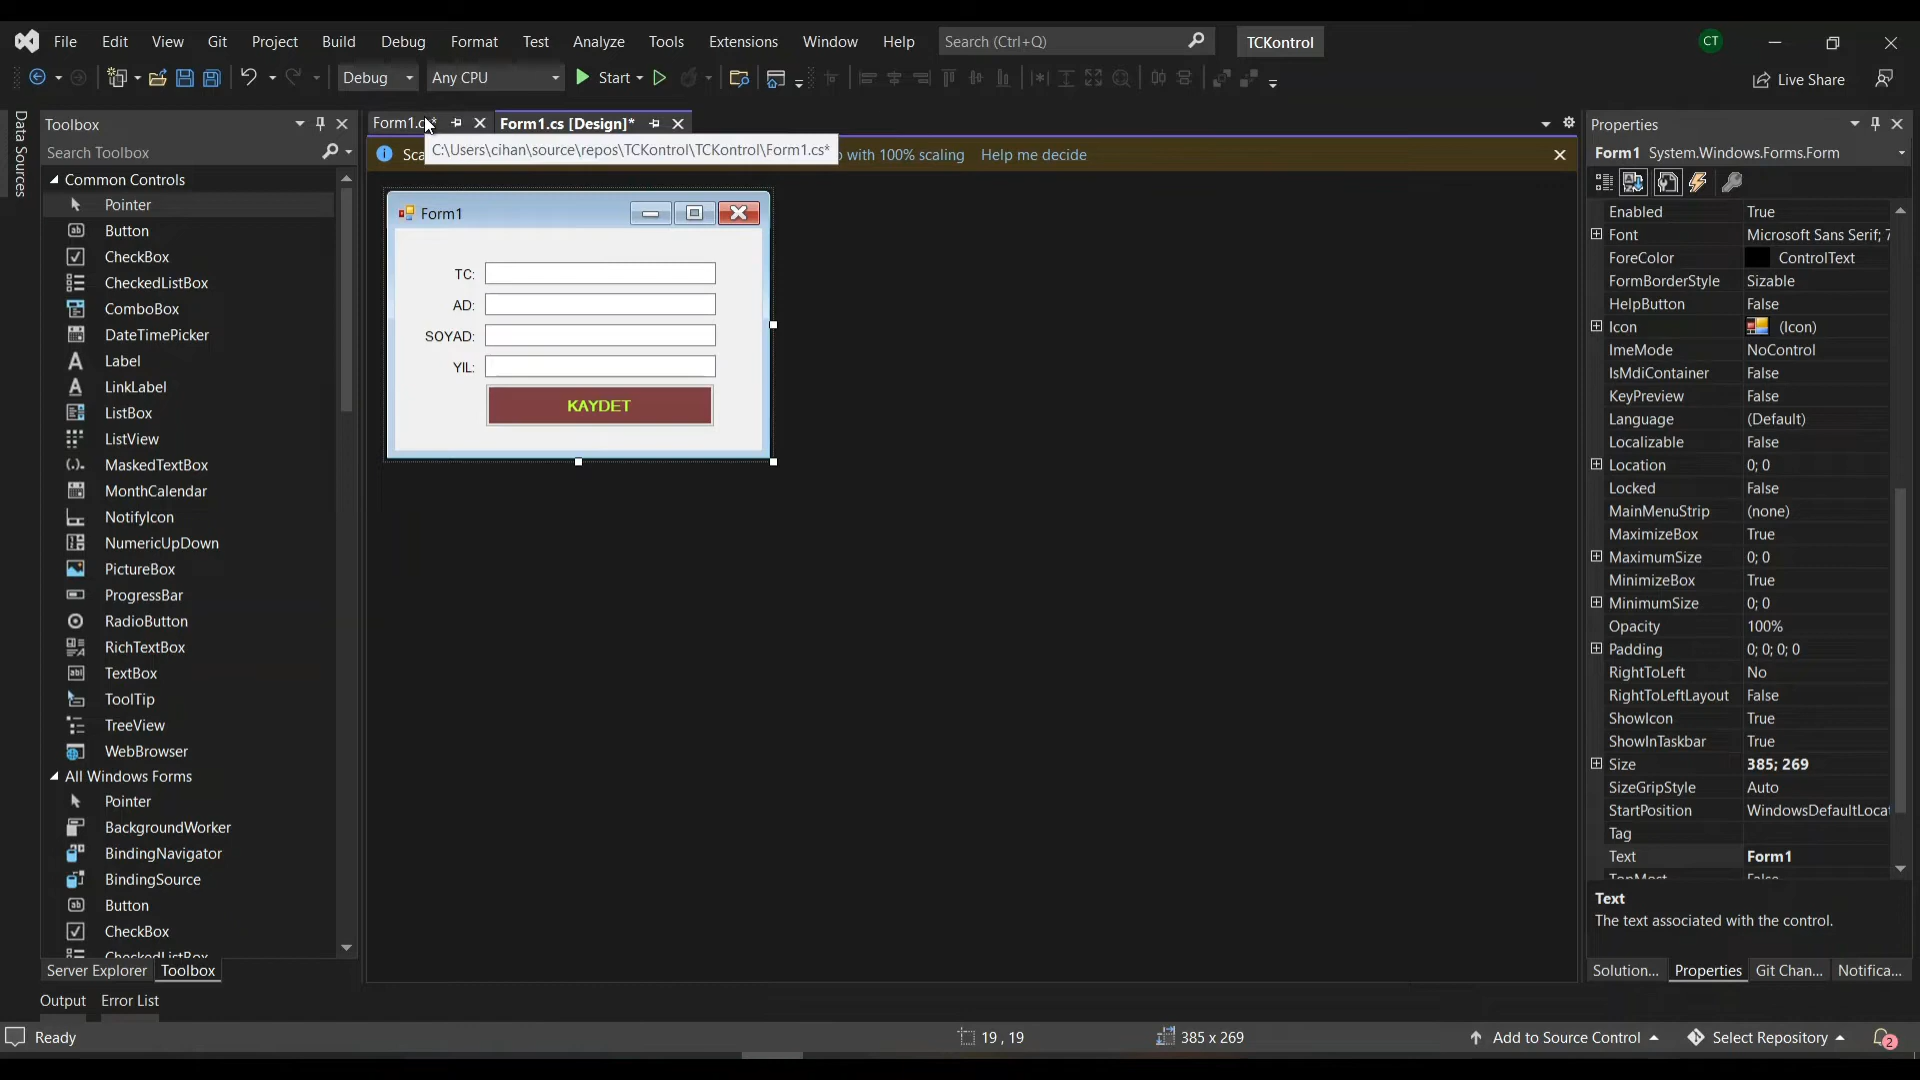 File Edit View Git Project Build Debug Format Test Analyze Tools Extensions Window Help Search (Ctrl+Q) TCKontrol CT
Debug Any CPU Start Live Share
Data Sources
Toolbox
Search Toolbox
Common Controls
Pointer
Button
CheckBox
CheckedListBox
ComboBox
DateTimePicker
Label
LinkLabel
ListBox
ListView
MaskedTextBox
MonthCalendar
NotifyIcon
NumericUpDown
PictureBox
ProgressBar
RadioButton
RichTextBox
TextBox
ToolTip
TreeView
WebBrowser
All Windows Forms
Pointer
BackgroundWorker
BindingNavigator
BindingSource
Button
CheckBox
CheckedListBox
Server Explorer Toolbox
Output Error List
Form1.c * Form1.cs [Design]*
C:\Users\cihan\source\repos\TCKontrol\TCKontrol\Form1.cs*
with 100% scaling Help me decide
Form1
TC:
AD:
SOYAD:
YIL:
KAYDET
Properties
Form1 System.Windows.Forms.Form
Enabled True
Font Microsoft Sans Serif; 7
ForeColor ControlText
FormBorderStyle Sizable
HelpButton False
Icon (Icon)
ImeMode NoControl
IsMdiContainer False
KeyPreview False
Language (Default)
Localizable False
Location 0; 0
Locked False
MainMenuStrip (none)
MaximizeBox True
MaximumSize 0; 0
MinimizeBox True
MinimumSize 0; 0
Opacity 100%
Padding 0; 0; 0; 0
RightToLeft No
RightToLeftLayout False
ShowIcon True
ShowInTaskbar True
Size 385; 269
SizeGripStyle Auto
StartPosition WindowsDefaultLocat
Tag
Text Form1
TopMost False
Text
The text associated with the control.
Solution... Properties Git Chan... Notifica...
Ready 19 , 19 385 x 269 Add to Source Control Select Repository 2